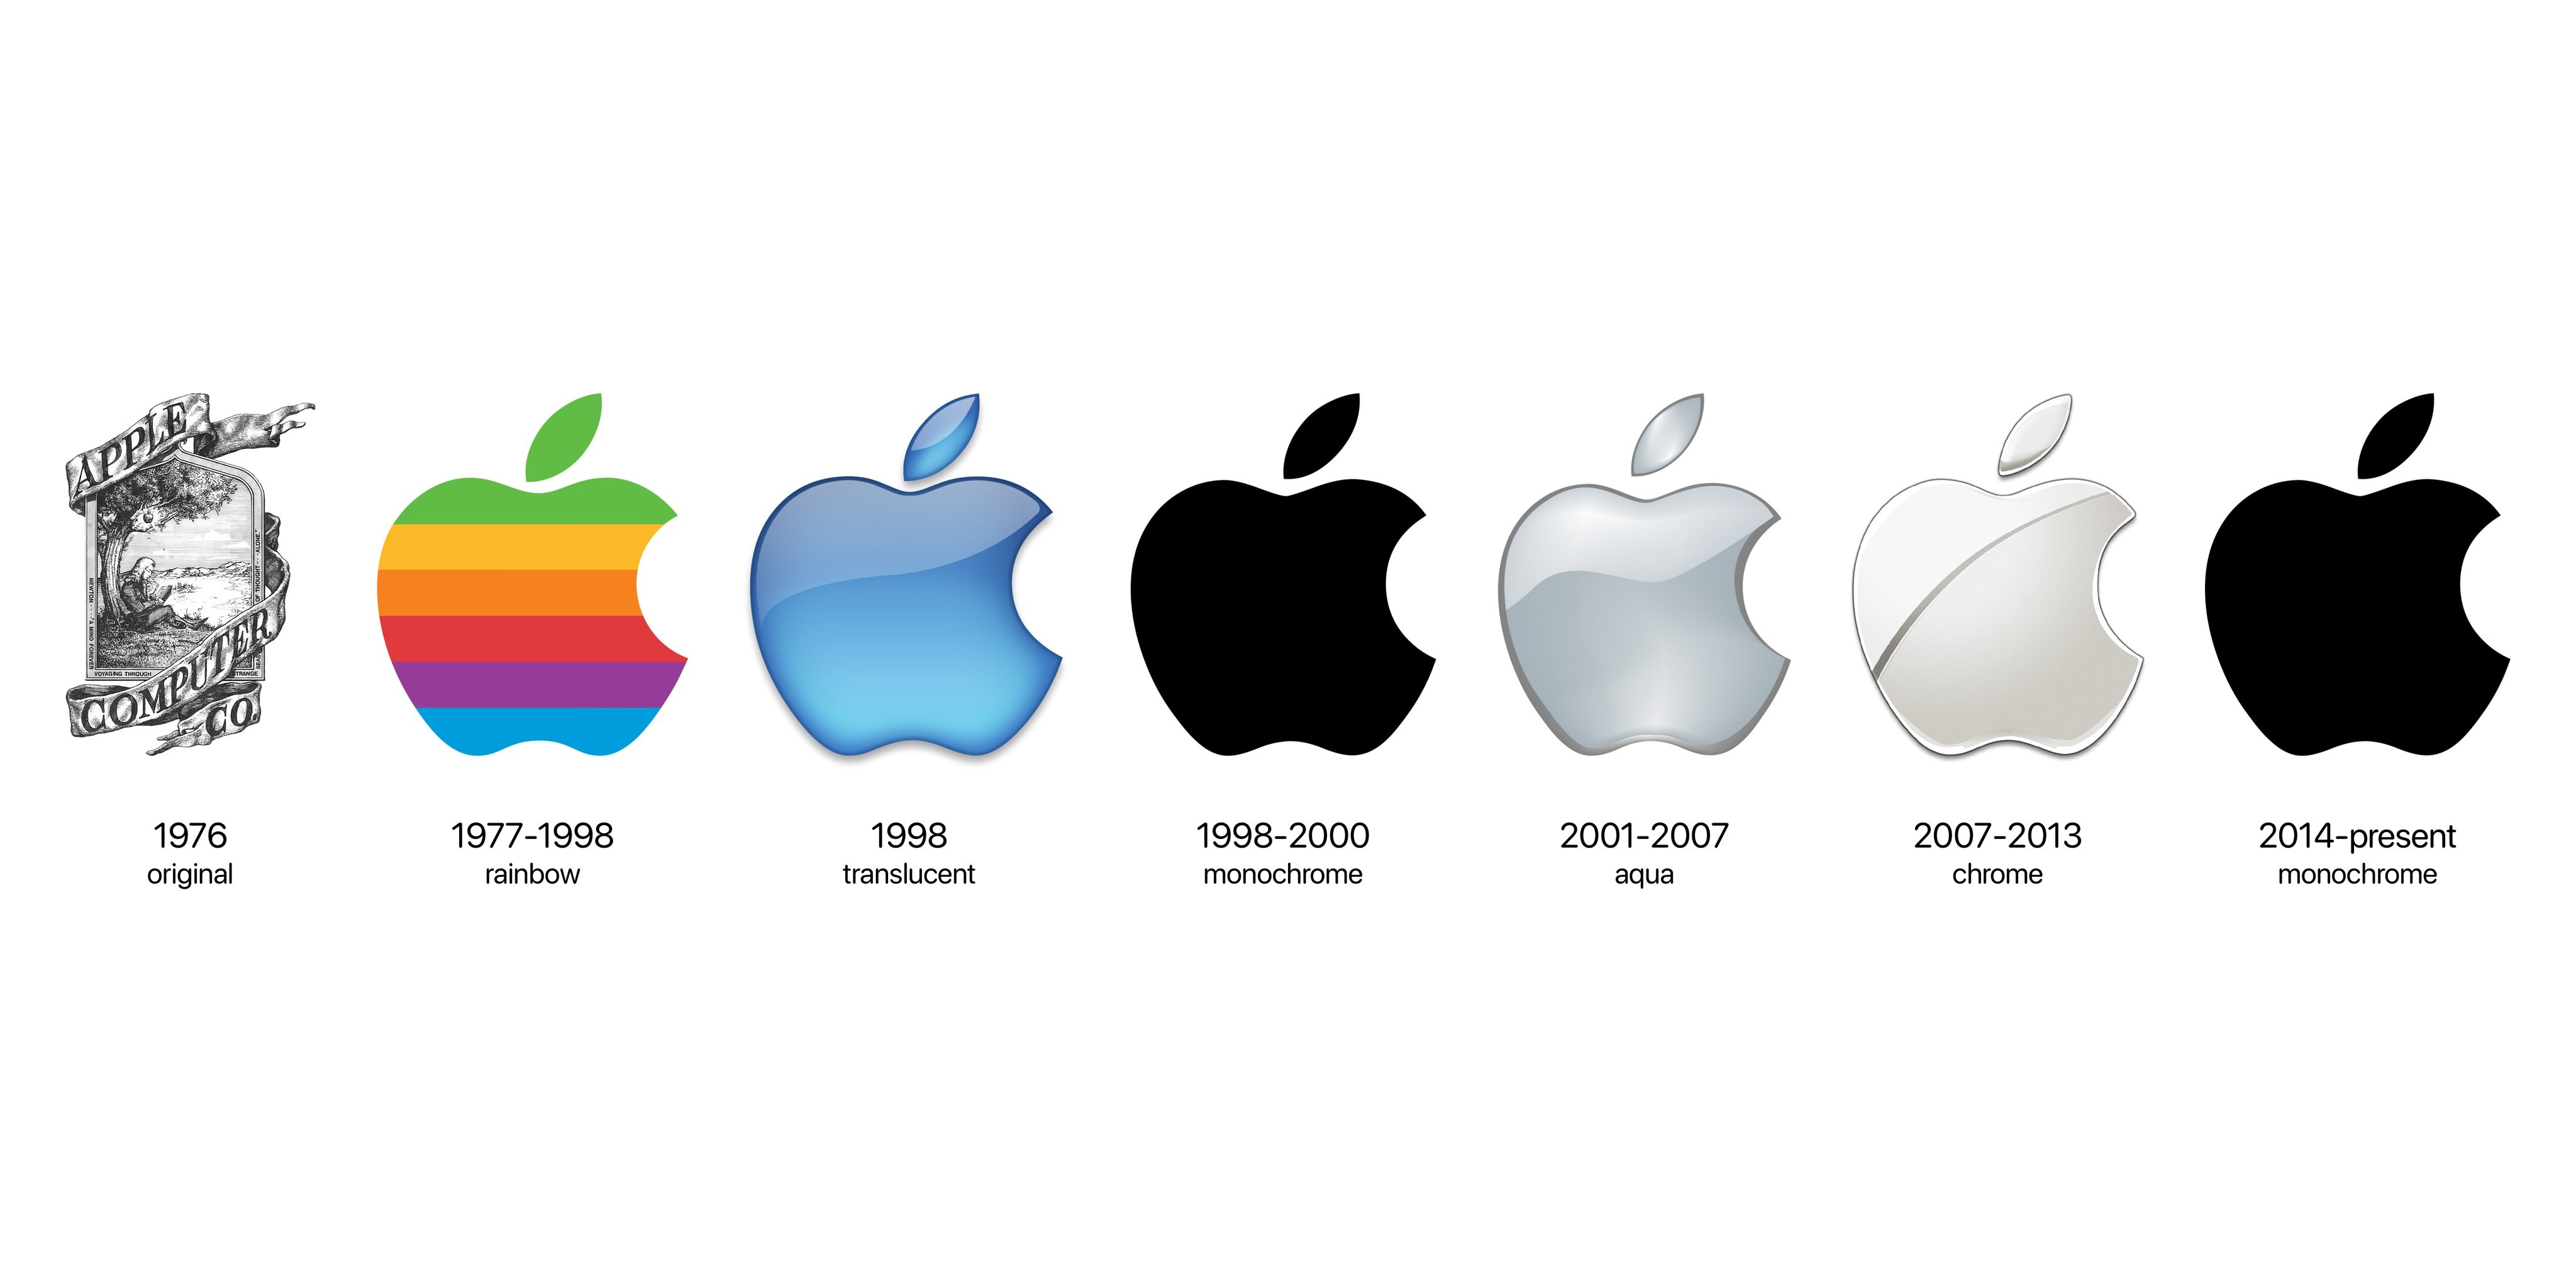 APPLE
COMPUTER
CO.
NEWTON · · · "A MIND FOREVER
VOYAGING THROUGH
STRANGE
OF THOUGHT · · · ALONE."
1976
original
1977-1998
rainbow
1998
translucent
1998-2000
monochrome
2001-2007
aqua
2007-2013
chrome
2014-present
monochrome